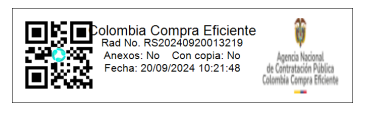 Colombia Compra Eficiente
Rad No. RS20240920013219
Anexos: No Con copia: No
Fecha: 20/09/2024 10:21:48
Agencia Nacional
de Contratación Pública
Colombia Compra Eficiente